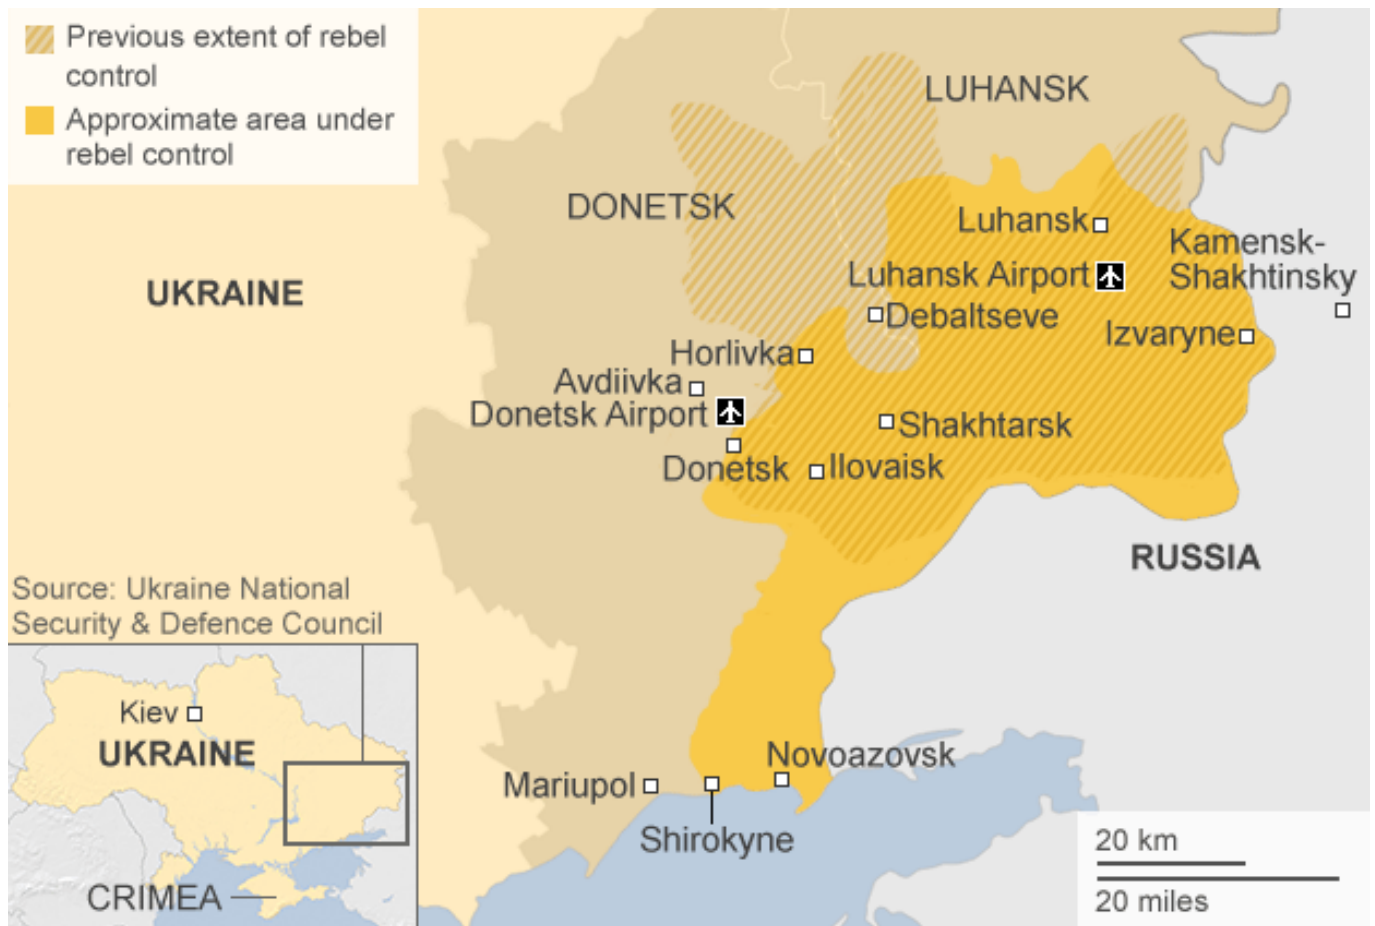 Previous extent of rebel
control
Approximate area under
rebel control
LUHANSK
DONETSK
Luhansk
Kamensk-
Shakhtinsky
Luhansk Airport
UKRAINE
Debaltseve
Izvaryne
Horlivka
Avdiivka
Donetsk Airport
Shakhtarsk
Donetsk
Ilovaisk
RUSSIA
Source: Ukraine National
Security & Defence Council
Kiev
UKRAINE
Novoazovsk
Mariupol
Shirokyne
20 km
CRIMEA
20 miles